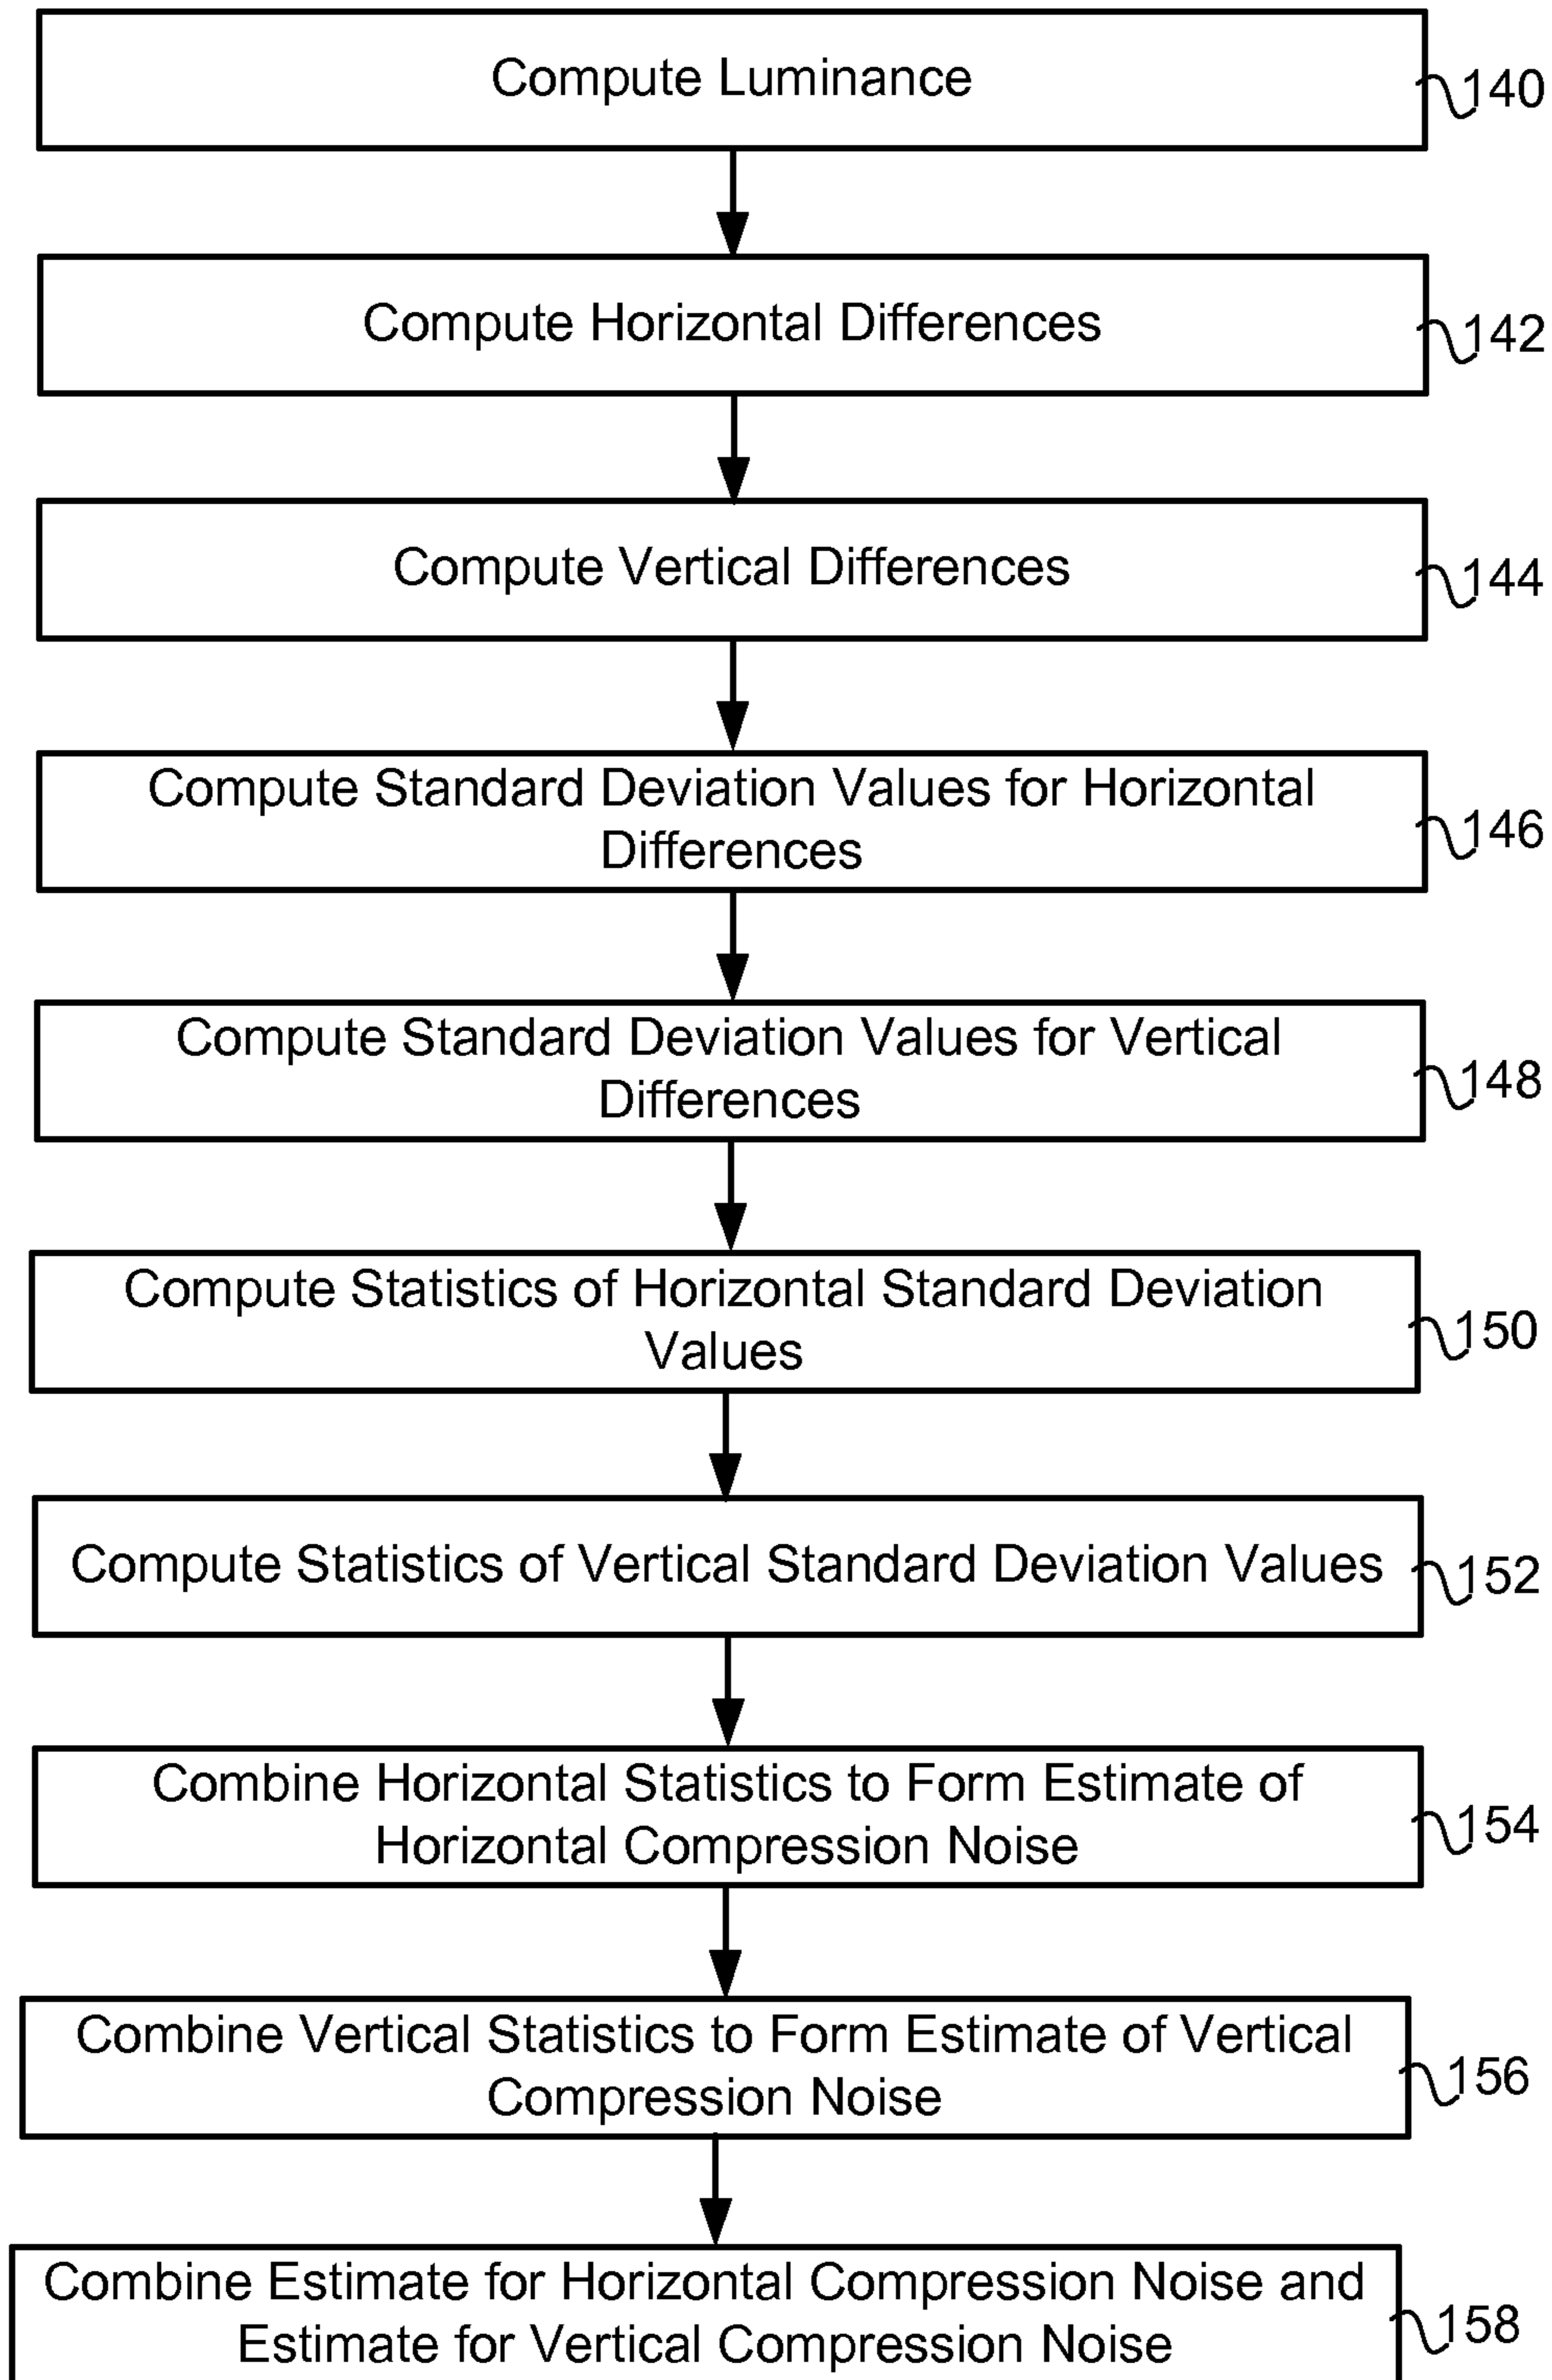 Compute Luminance
140
Compute Horizontal Differences
142
Compute Vertical Differences
144
Compute Standard Deviation Values for Horizontal
Differences
146
Compute Standard Deviation Values for Vertical
Differences
148
Compute Statistics of Horizontal Standard Deviation
Values
150
Compute Statistics of Vertical Standard Deviation Values
152
Combine Horizontal Statistics to Form Estimate of
Horizontal Compression Noise
154
Combine Vertical Statistics to Form Estimate of Vertical
Compression Noise
156
Combine Estimate for Horizontal Compression Noise and
Estimate for Vertical Compression Noise
158